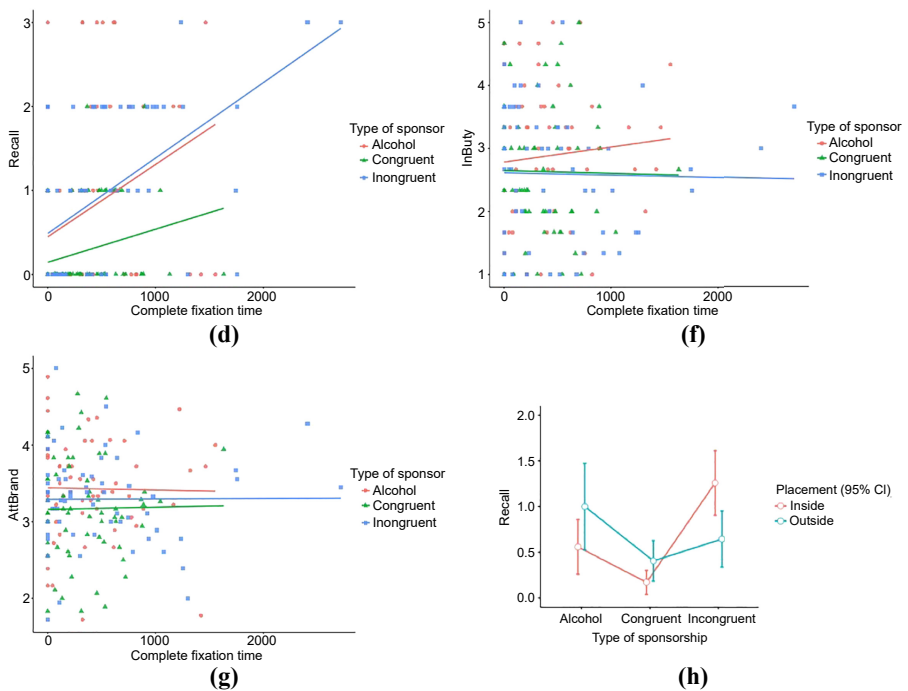 3
2
1
0
Recall
0
1000
2000
Complete fixation time
Type of sponsor
Alcohol
Congruent
Inongruent
(d)
5
4
3
2
1
InButy
0
1000
2000
Complete fixation time
Type of sponsor
Alcohol
Congruent
Inongruent
(f)
5
4
3
2
AttBrand
0
1000
2000
Complete fixation time
Type of sponsor
Alcohol
Congruent
Inongruent
(g)
2.0
1.5
1.0
0.5
0.0
Recall
Alcohol
Congruent
Incongruent
Type of sponsorship
Placement (95% CI)
Inside
Outside
(h)